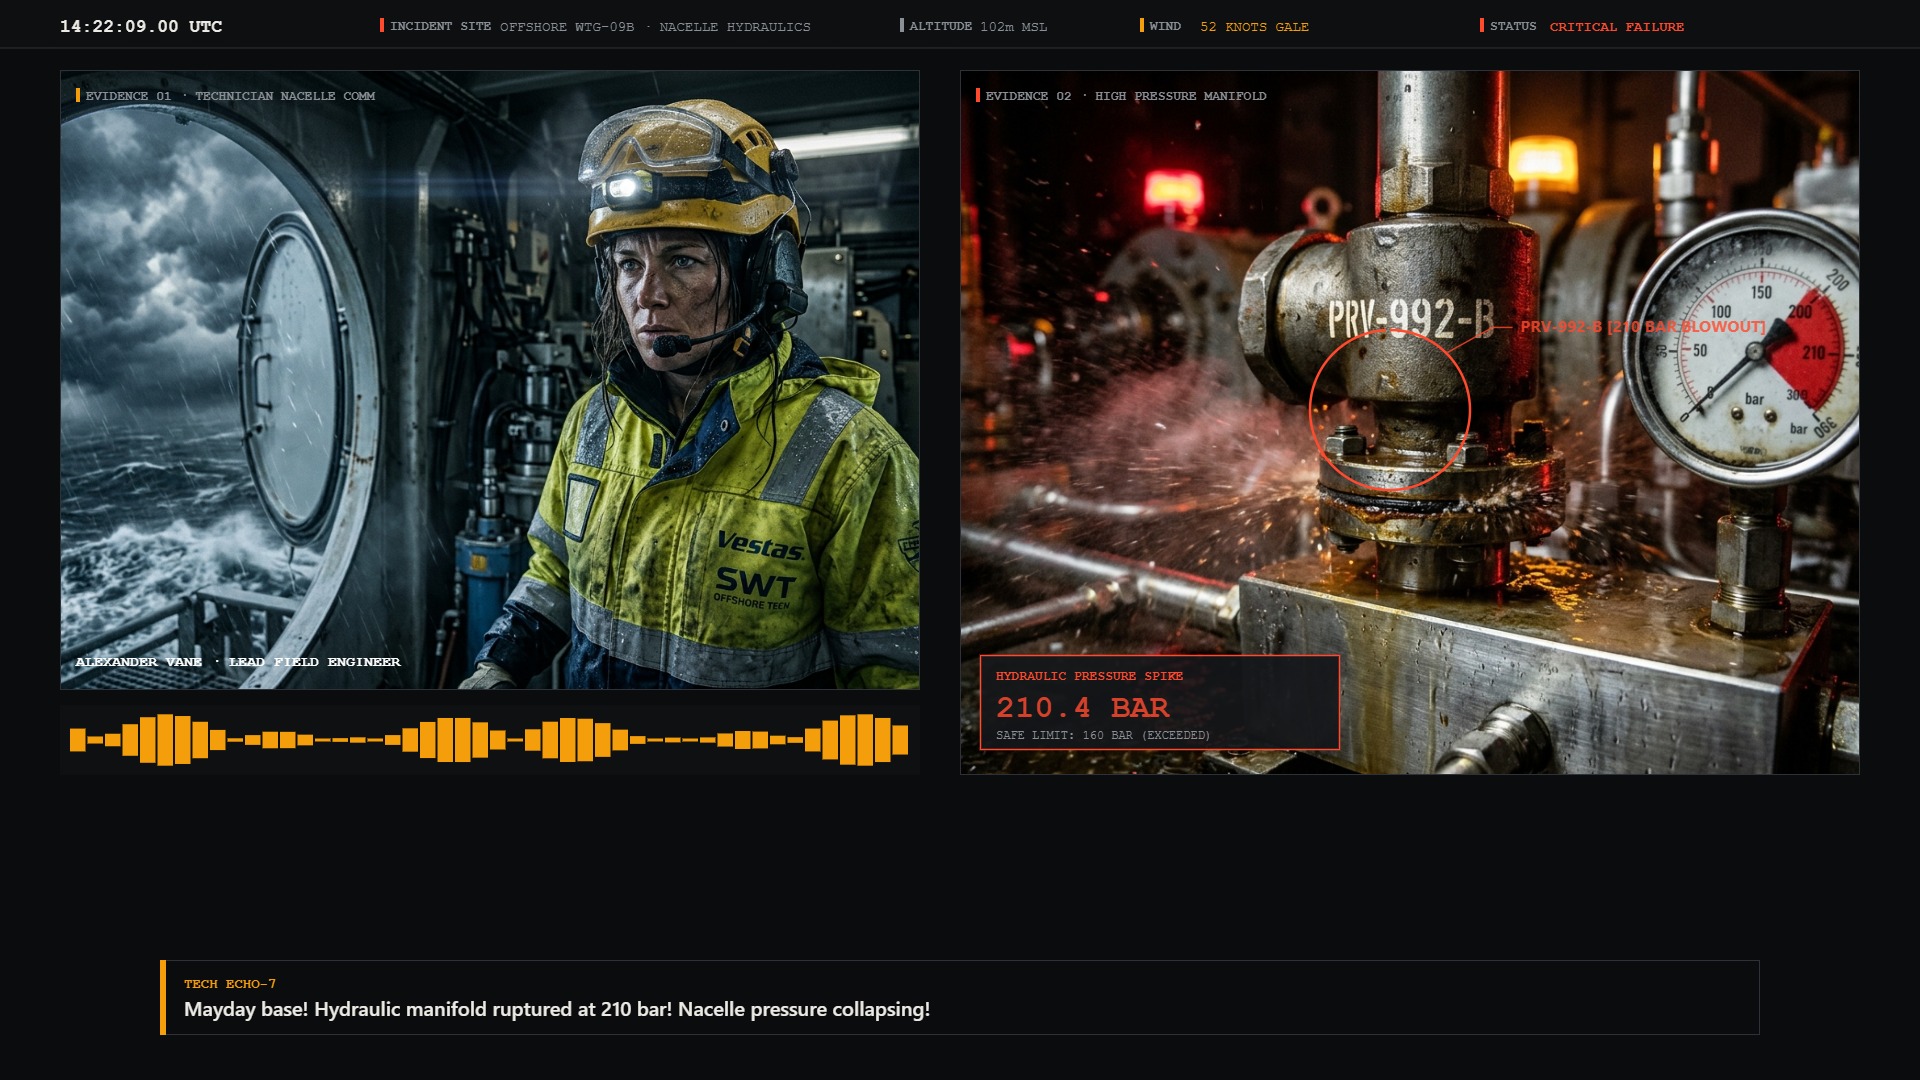 14:22:09.00 UTC
INCIDENT SITE OFFSHORE WTG-09B · NACELLE HYDRAULICS
ALTITUDE 102m MSL
WIND 52 KNOTS GALE
STATUS CRITICAL FAILURE
EVIDENCE 01 · TECHNICIAN NACELLE COMM
Vestas.
SWT
OFFSHORE TECH
ALEXANDER VANE · LEAD FIELD ENGINEER
EVIDENCE 02 · HIGH PRESSURE MANIFOLD
PRV-992-B
PRV-992-B [210 BAR BLOWOUT]
0
50
100
150
200
200
210
300
bar
bar
HYDRAULIC PRESSURE SPIKE
210.4 BAR
SAFE LIMIT: 160 BAR (EXCEEDED)
TECH ECHO-7
Mayday base! Hydraulic manifold ruptured at 210 bar! Nacelle pressure collapsing!